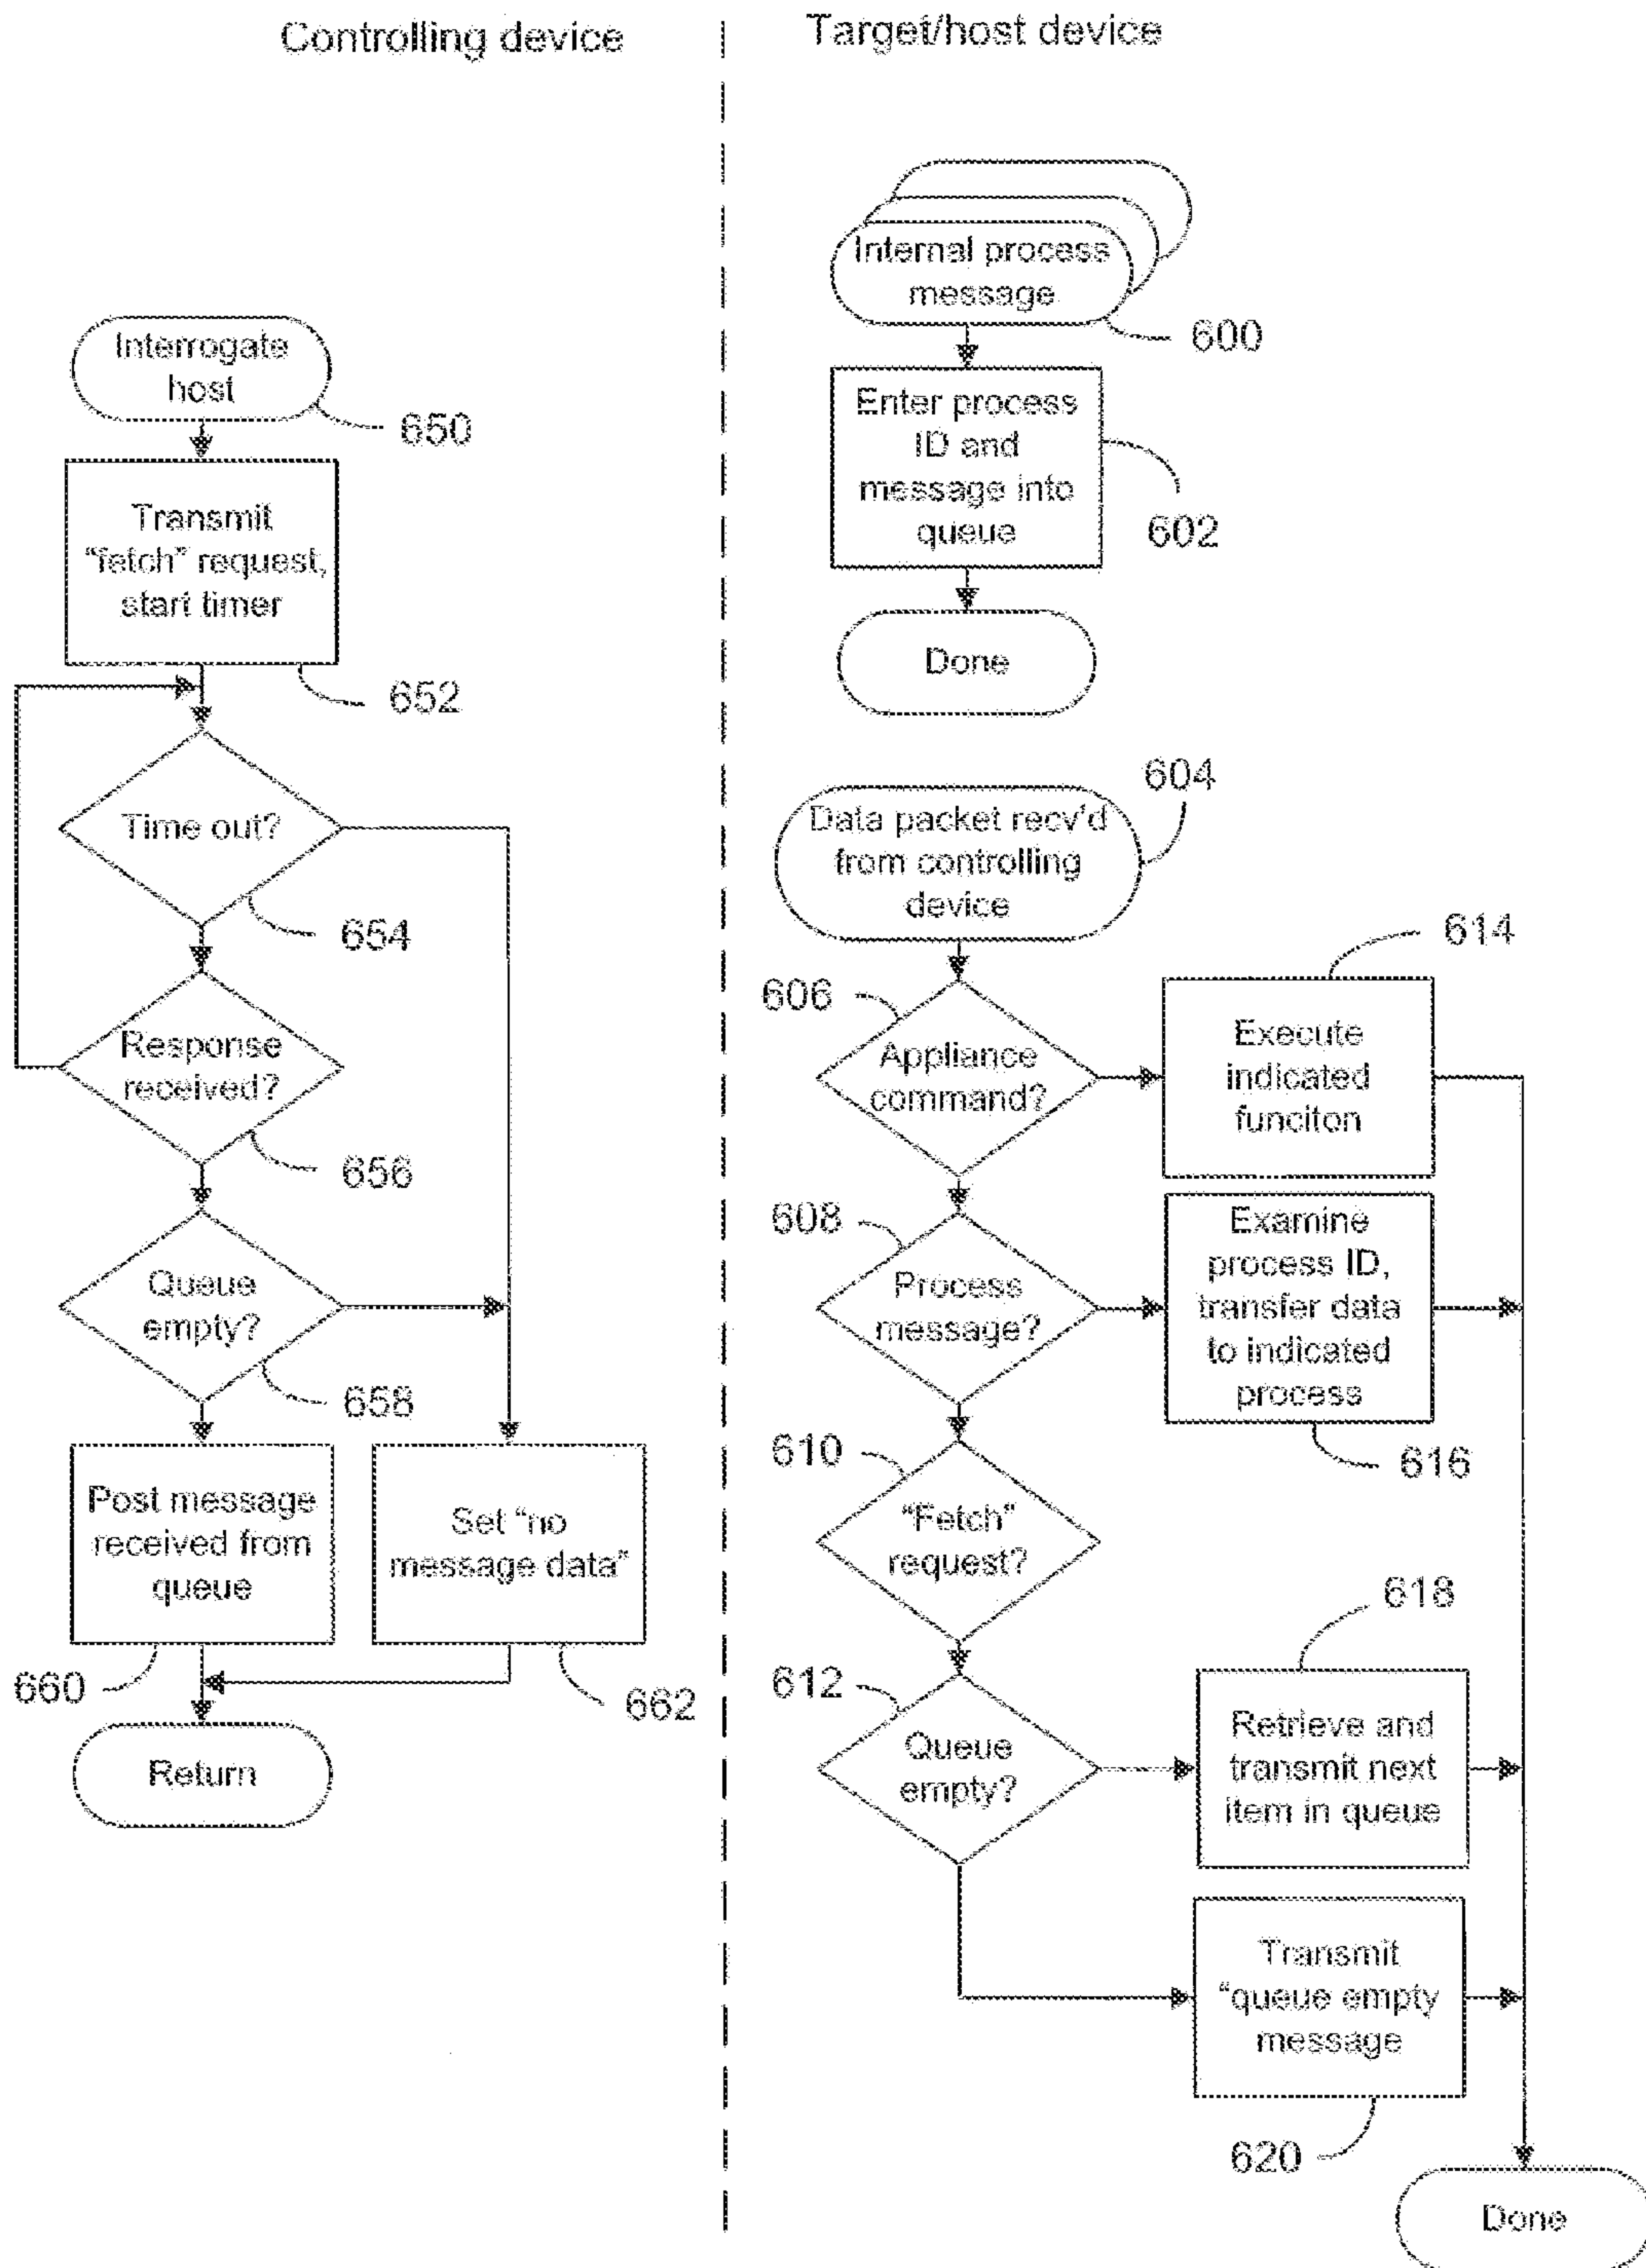 Controlling device
Target/host device
Interrogate
host
650
Transmit
“fetch” request,
start timer
652
Time out?
654
Response
received?
656
Queue
empty?
658
Post message
received from
queue
660
Set “no
message data”
662
Return
Internal process
message
600
Enter process
ID and
message into
queue
602
Done
Data packet recv'd
from controlling
device
604
606
Appliance
command?
614
Execute
indicated
funciton
608
Process
message?
Examine
process ID,
transfer data
to indicated
process
616
610
“Fetch”
request?
612
Queue
empty?
618
Retrieve and
transmit next
item in queue
Transmit
“queue empty
message
620
Done